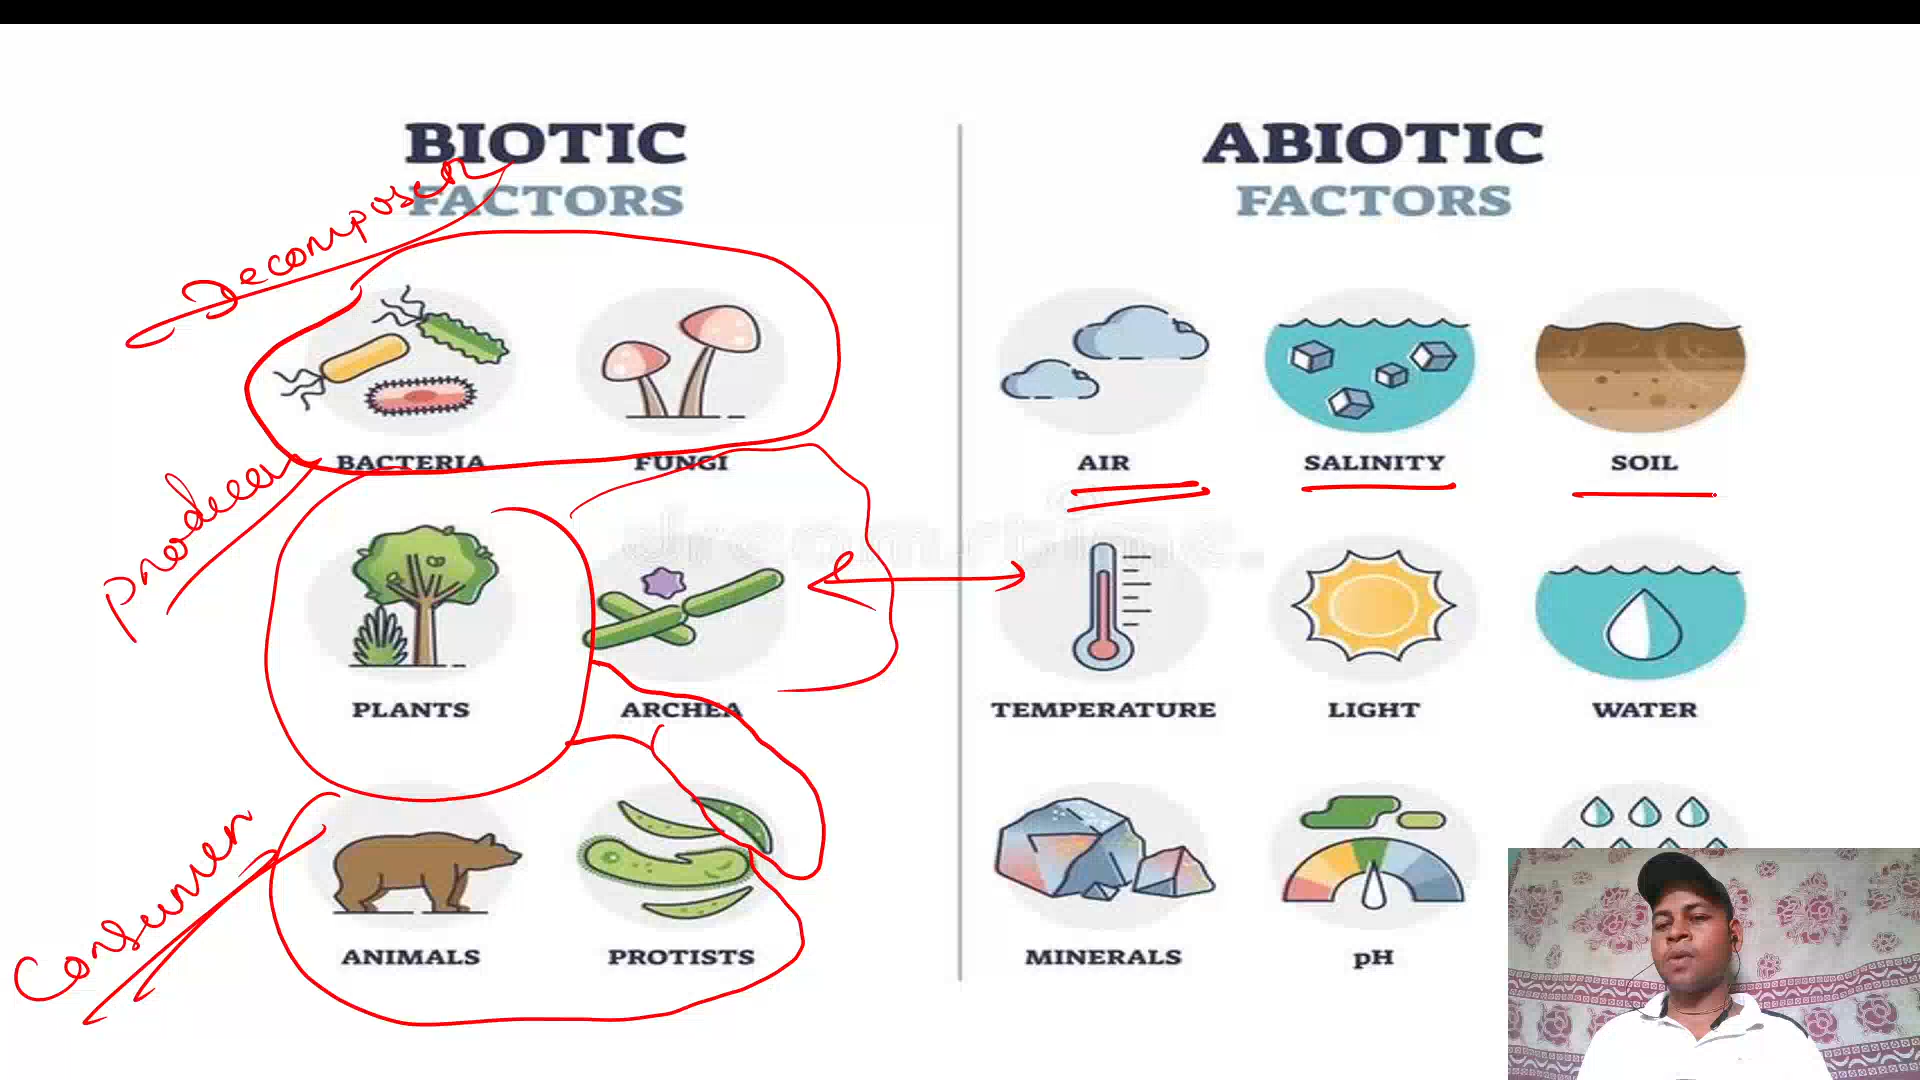 BIOTIC
FACTORS
Decomposer
BACTERIA
FUNGI
Producer
PLANTS
ARCHEA
Consumer
ANIMALS
PROTISTS
ABIOTIC
FACTORS
AIR
SALINITY
SOIL
dreamstime.
TEMPERATURE
LIGHT
WATER
MINERALS
pH